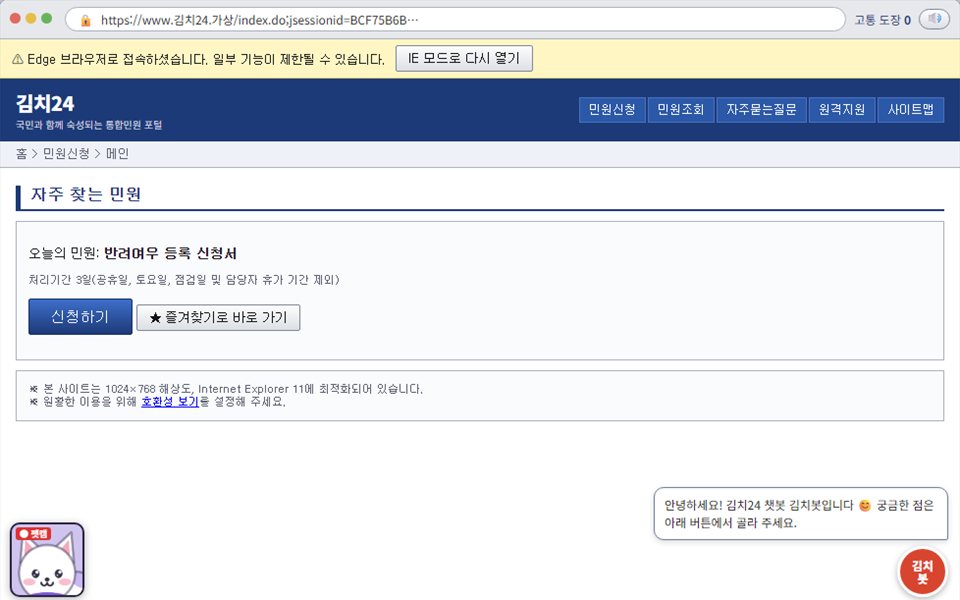 https://www.김치24.가상/index.do;jsessionid=BCF75B6B…
고통 도장 0
⚠ Edge 브라우저로 접속하셨습니다. 일부 기능이 제한될 수 있습니다.
IE 모드로 다시 열기
김치24
국민과 함께 숙성되는 통합민원 포털
민원신청
민원조회
자주묻는질문
원격지원
사이트맵
홈 > 민원신청 > 메인
자주 찾는 민원
오늘의 민원: 반려여우 등록 신청서
처리기간 3일(공휴일, 토요일, 점검일 및 담당자 휴가 기간 제외)
신청하기
★ 즐겨찾기로 바로 가기
※ 본 사이트는 1024×768 해상도, Internet Explorer 11에 최적화되어 있습니다.
※ 원활한 이용을 위해 호환성 보기를 설정해 주세요.
안녕하세요! 김치24 챗봇 김치봇입니다 😊 궁금한 점은
아래 버튼에서 골라 주세요.
펫캠
김치
봇